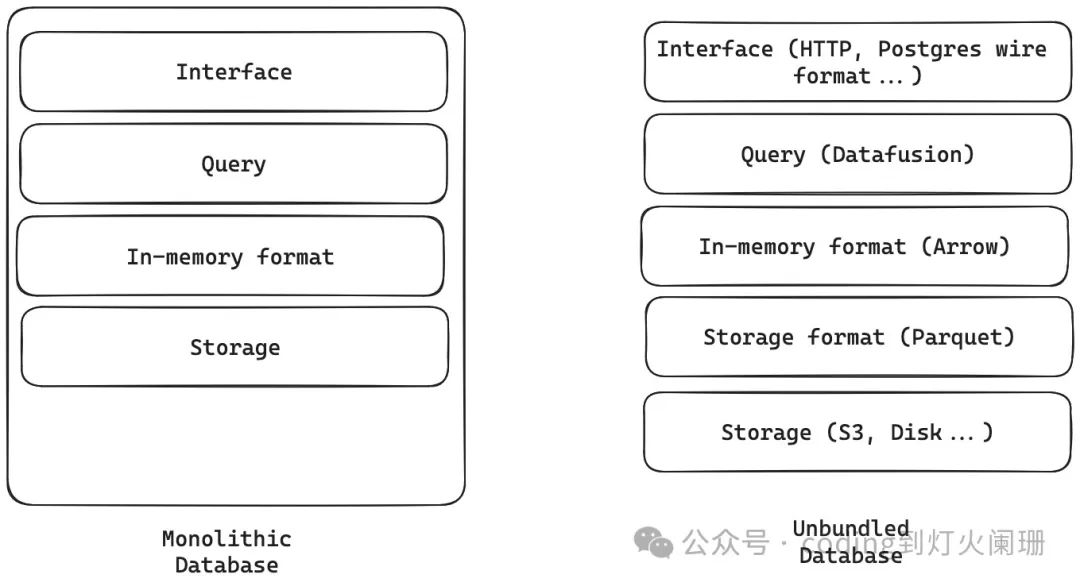 Interface
Query
In-memory format
Storage
Monolithic
Database
Interface (HTTP, Postgres wire
format...)
Query (Datafusion)
In-memory format (Arrow)
Storage format (Parquet)
Storage (S3, Disk...)
Unbundled
Database
公众号 · coding到灯火阑珊